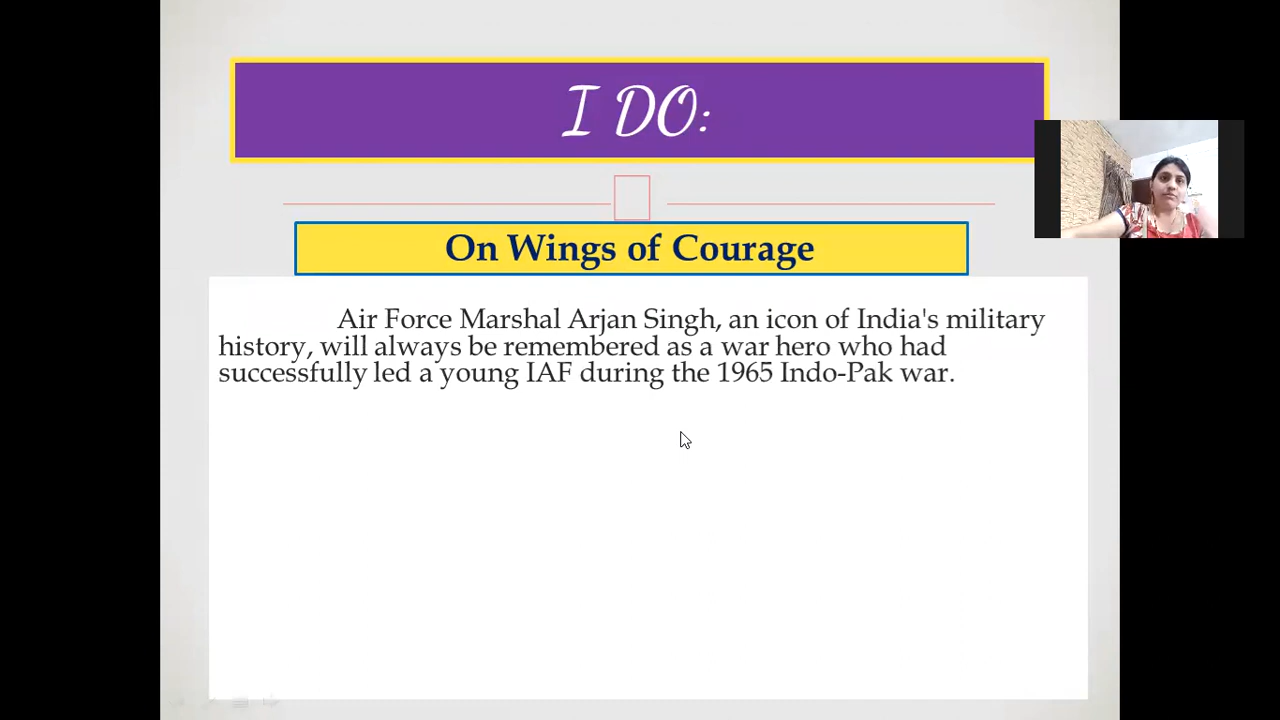 I DO:
On Wings of Courage
Air Force Marshal Arjan Singh, an icon of India's military
history, will always be remembered as a war hero who had
successfully led a young IAF during the 1965 Indo-Pak war.